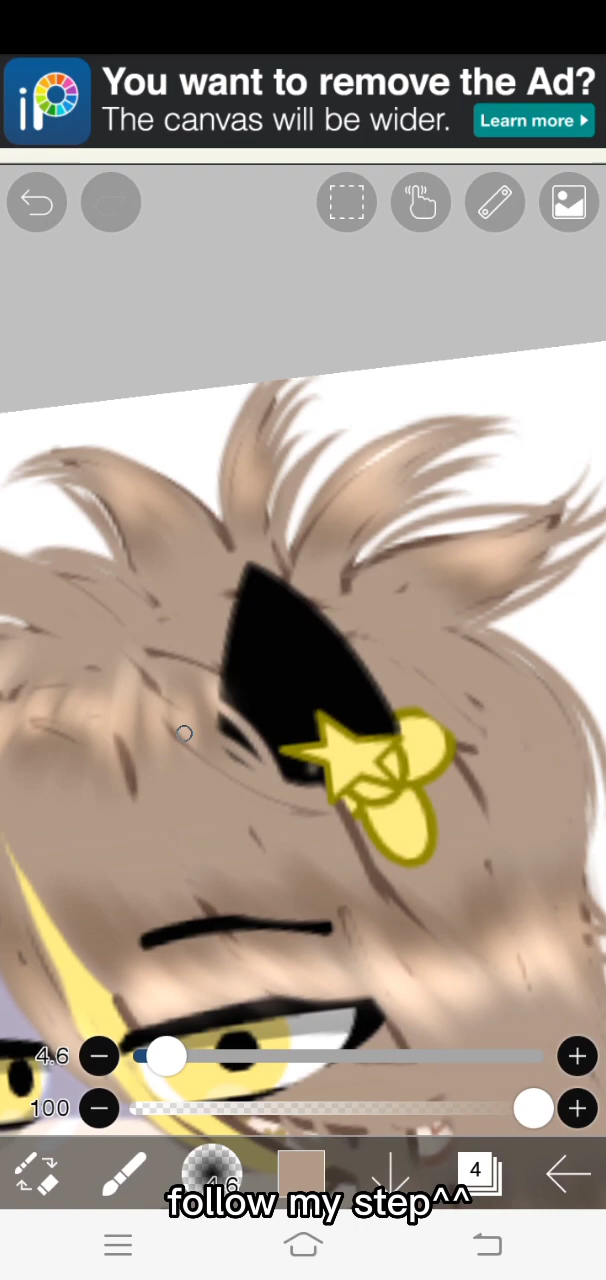 iP
You want to remove the Ad?
The canvas will be wider.
Learn more
4.6
100
4.6
4
follow my step^^